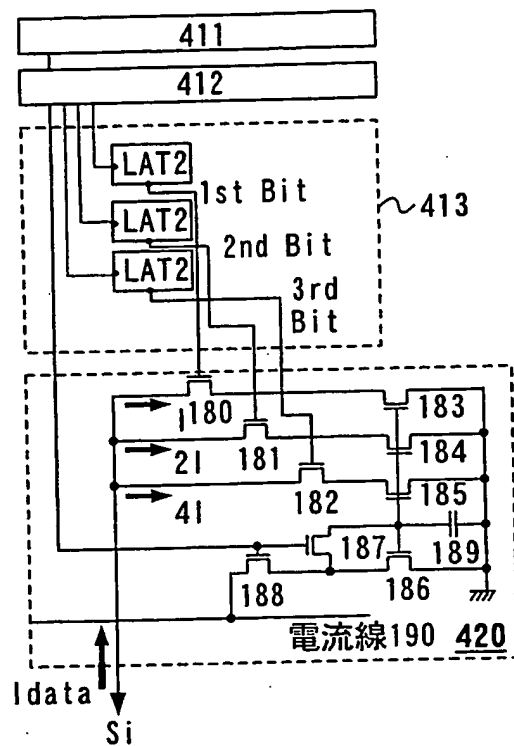 411
412
LAT2
1st Bit
LAT2
413
2nd Bit
LAT2
3rd
Bit
I
180
183
2I
181
184
4I
182
185
187
189
188
186
電流線190
420
Idata
Si